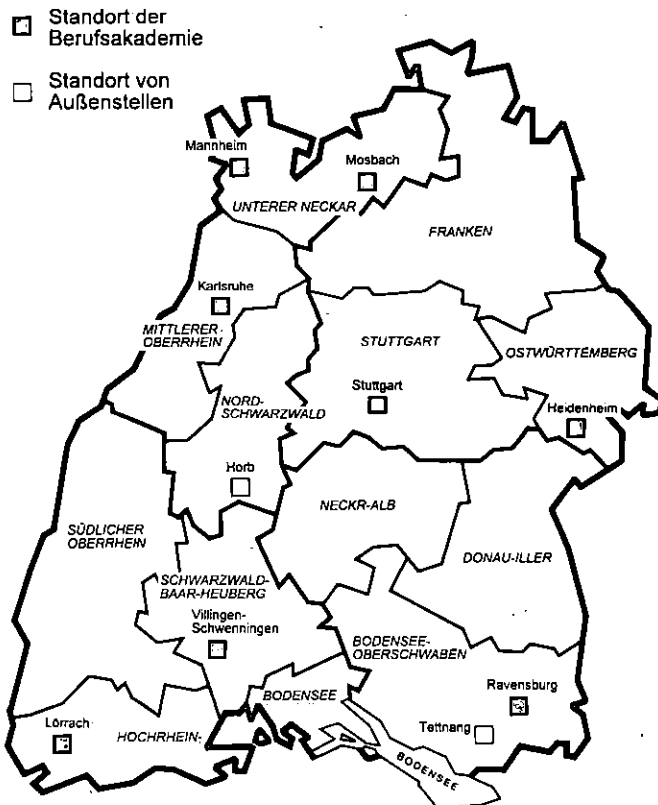 Standort der
Berufsakademie
Standort von
Außenstellen
Mannheim
Mosbach
UNTERER NECKAR
FRANKEN
Karlsruhe
MITTLERER-
OBERRHEIN
STUTTGART
OSTWÜRTTEMBERG
Stuttgart
NORD-
SCHWARZWALD
Heidenheim
Horb
NECKR-ALB
SÜDLICHER
OBERRHEIN
DONAU-ILLER
SCHWARZWALD-
BAAR-HEUBERG
Villingen-
Schwenningen
BODENSEE-
OBERSCHWABEN
BODENSEE
Ravensburg
Lörrach
HOCHRHEIN-
Tettnang
BODENSEE